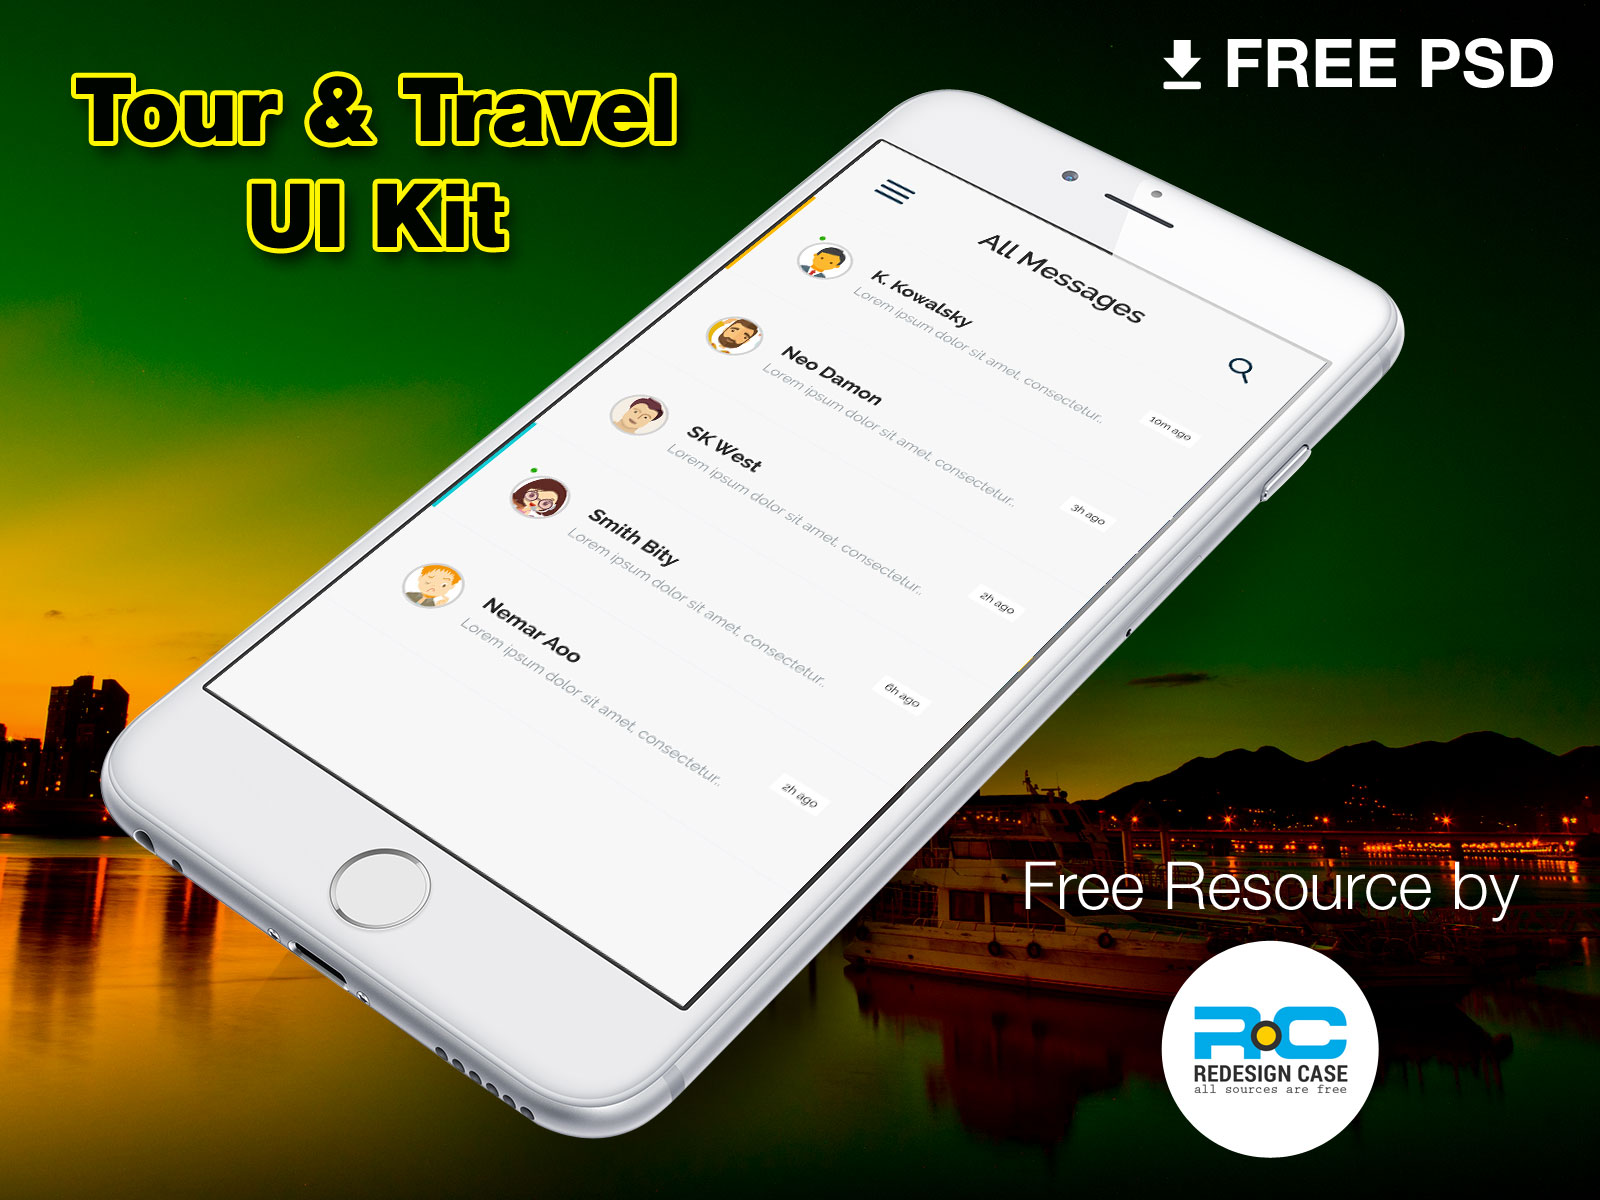 Tour & Travel
UI Kit
FREE PSD
All Messages
K. Kowalsky
Lorem ipsum dolor sit amet, consectetur..
10m ago
Neo Damon
Lorem ipsum dolor sit amet, consectetur..
3h ago
SK West
Lorem ipsum dolor sit amet, consectetur..
2h ago
Smith Bity
Lorem ipsum dolor sit amet, consectetur..
6h ago
Nemar Aoo
Lorem ipsum dolor sit amet, consectetur..
2h ago
Free Resource by
RC
REDESIGN CASE
all sources are free